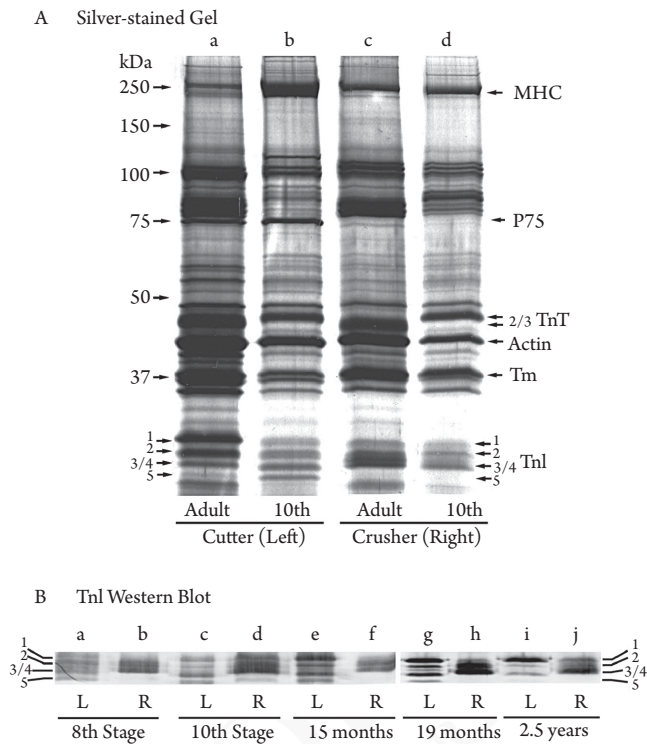 A Silver-stained Gel
a b c d
kDa
250
150
100
75
50
37
1
2
3/4
5
MHC
P75
2/3 TnT
Actin
Tm
1
2
3/4 Tnl
5
Adult 10th Adult 10th
Cutter (Left) Crusher (Right)
B Tnl Western Blot
a b c d e f g h i j
1
2
3/4
5
1
2
3/4
5
L R L R L R L R L R
8th Stage 10th Stage 15 months 19 months 2.5 years